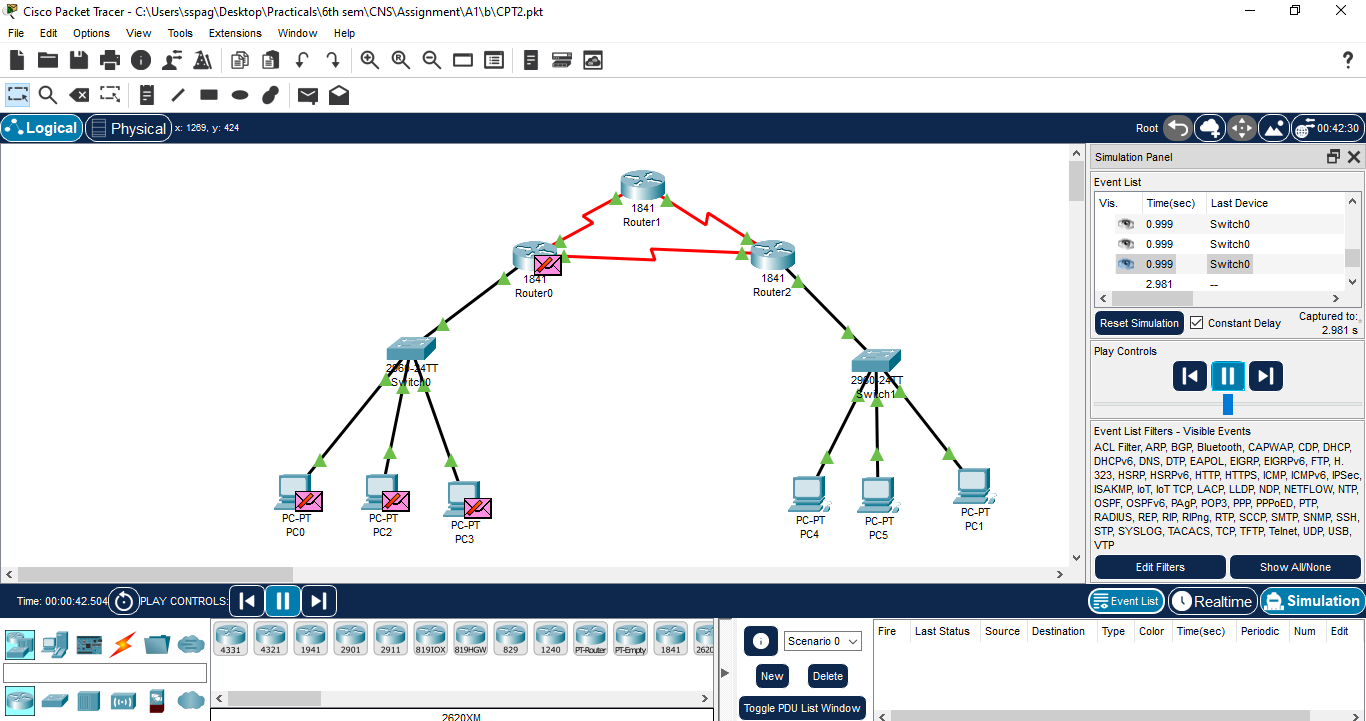 Cisco Packet Tracer - C:\Users\sspag\Desktop\Practicals\6th sem\CNS\Assignment\A1\b\CPT2.pkt
File Edit Options View Tools Extensions Window Help
?
Logical Physical x: 1269, y: 424 Root 00:42:30
Simulation Panel
Event List
Vis. Time(sec) Last Device
0.999 Switch0
0.999 Switch0
0.999 Switch0
2.981 --
Reset Simulation Constant Delay Captured to:
2.981 s
Play Controls
Event List Filters - Visible Events
ACL Filter, ARP, BGP, Bluetooth, CAPWAP, CDP, DHCP,
DHCPv6, DNS, DTP, EAPOL, EIGRP, EIGRPv6, FTP, H.
323, HSRP, HSRPv6, HTTP, HTTPS, ICMP, ICMPv6, IPSec,
ISAKMP, IoT, IoT TCP, LACP, LLDP, NDP, NETFLOW, NTP,
OSPF, OSPFv6, PAgP, POP3, PPP, PPPoED, PTP,
RADIUS, REP, RIP, RIPng, RTP, SCCP, SMTP, SNMP, SSH,
STP, SYSLOG, TACACS, TCP, TFTP, Telnet, UDP, USB,
VTP
Edit Filters Show All/None
1841
Router1
1841
Router0
1841
Router2
2960-24TT
Switch0
2960-24TT
Switch1
PC-PT
PC0
PC-PT
PC2
PC-PT
PC3
PC-PT
PC4
PC-PT
PC5
PC-PT
PC1
Time: 00:00:42.504 PLAY CONTROLS: Event List Realtime Simulation
4331 4321 1941 2901 2911 819IOX 819HGW 829 1240 PT-Router PT-Empty 1841 2620
2620XM
Scenario 0
New Delete
Toggle PDU List Window
Fire Last Status Source Destination Type Color Time(sec) Periodic Num Edit